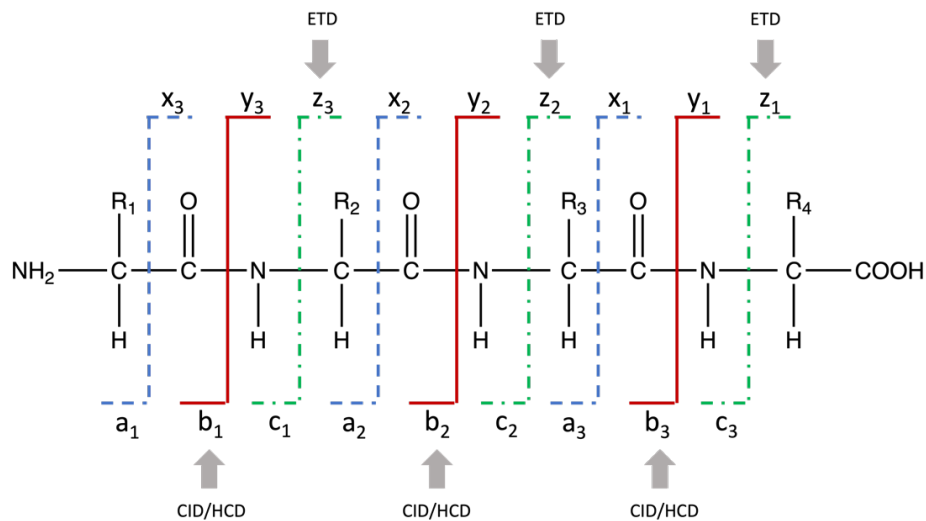 ETD ETD ETD
x₃ y₃ z₃ x₂ y₂ z₂ x₁ y₁ z₁
R₁ O R₂ O R₃ O R₄
NH₂ C C N C C N C C N C COOH
H H H H H H H
a₁ b₁ c₁ a₂ b₂ c₂ a₃ b₃ c₃
CID/HCD CID/HCD CID/HCD